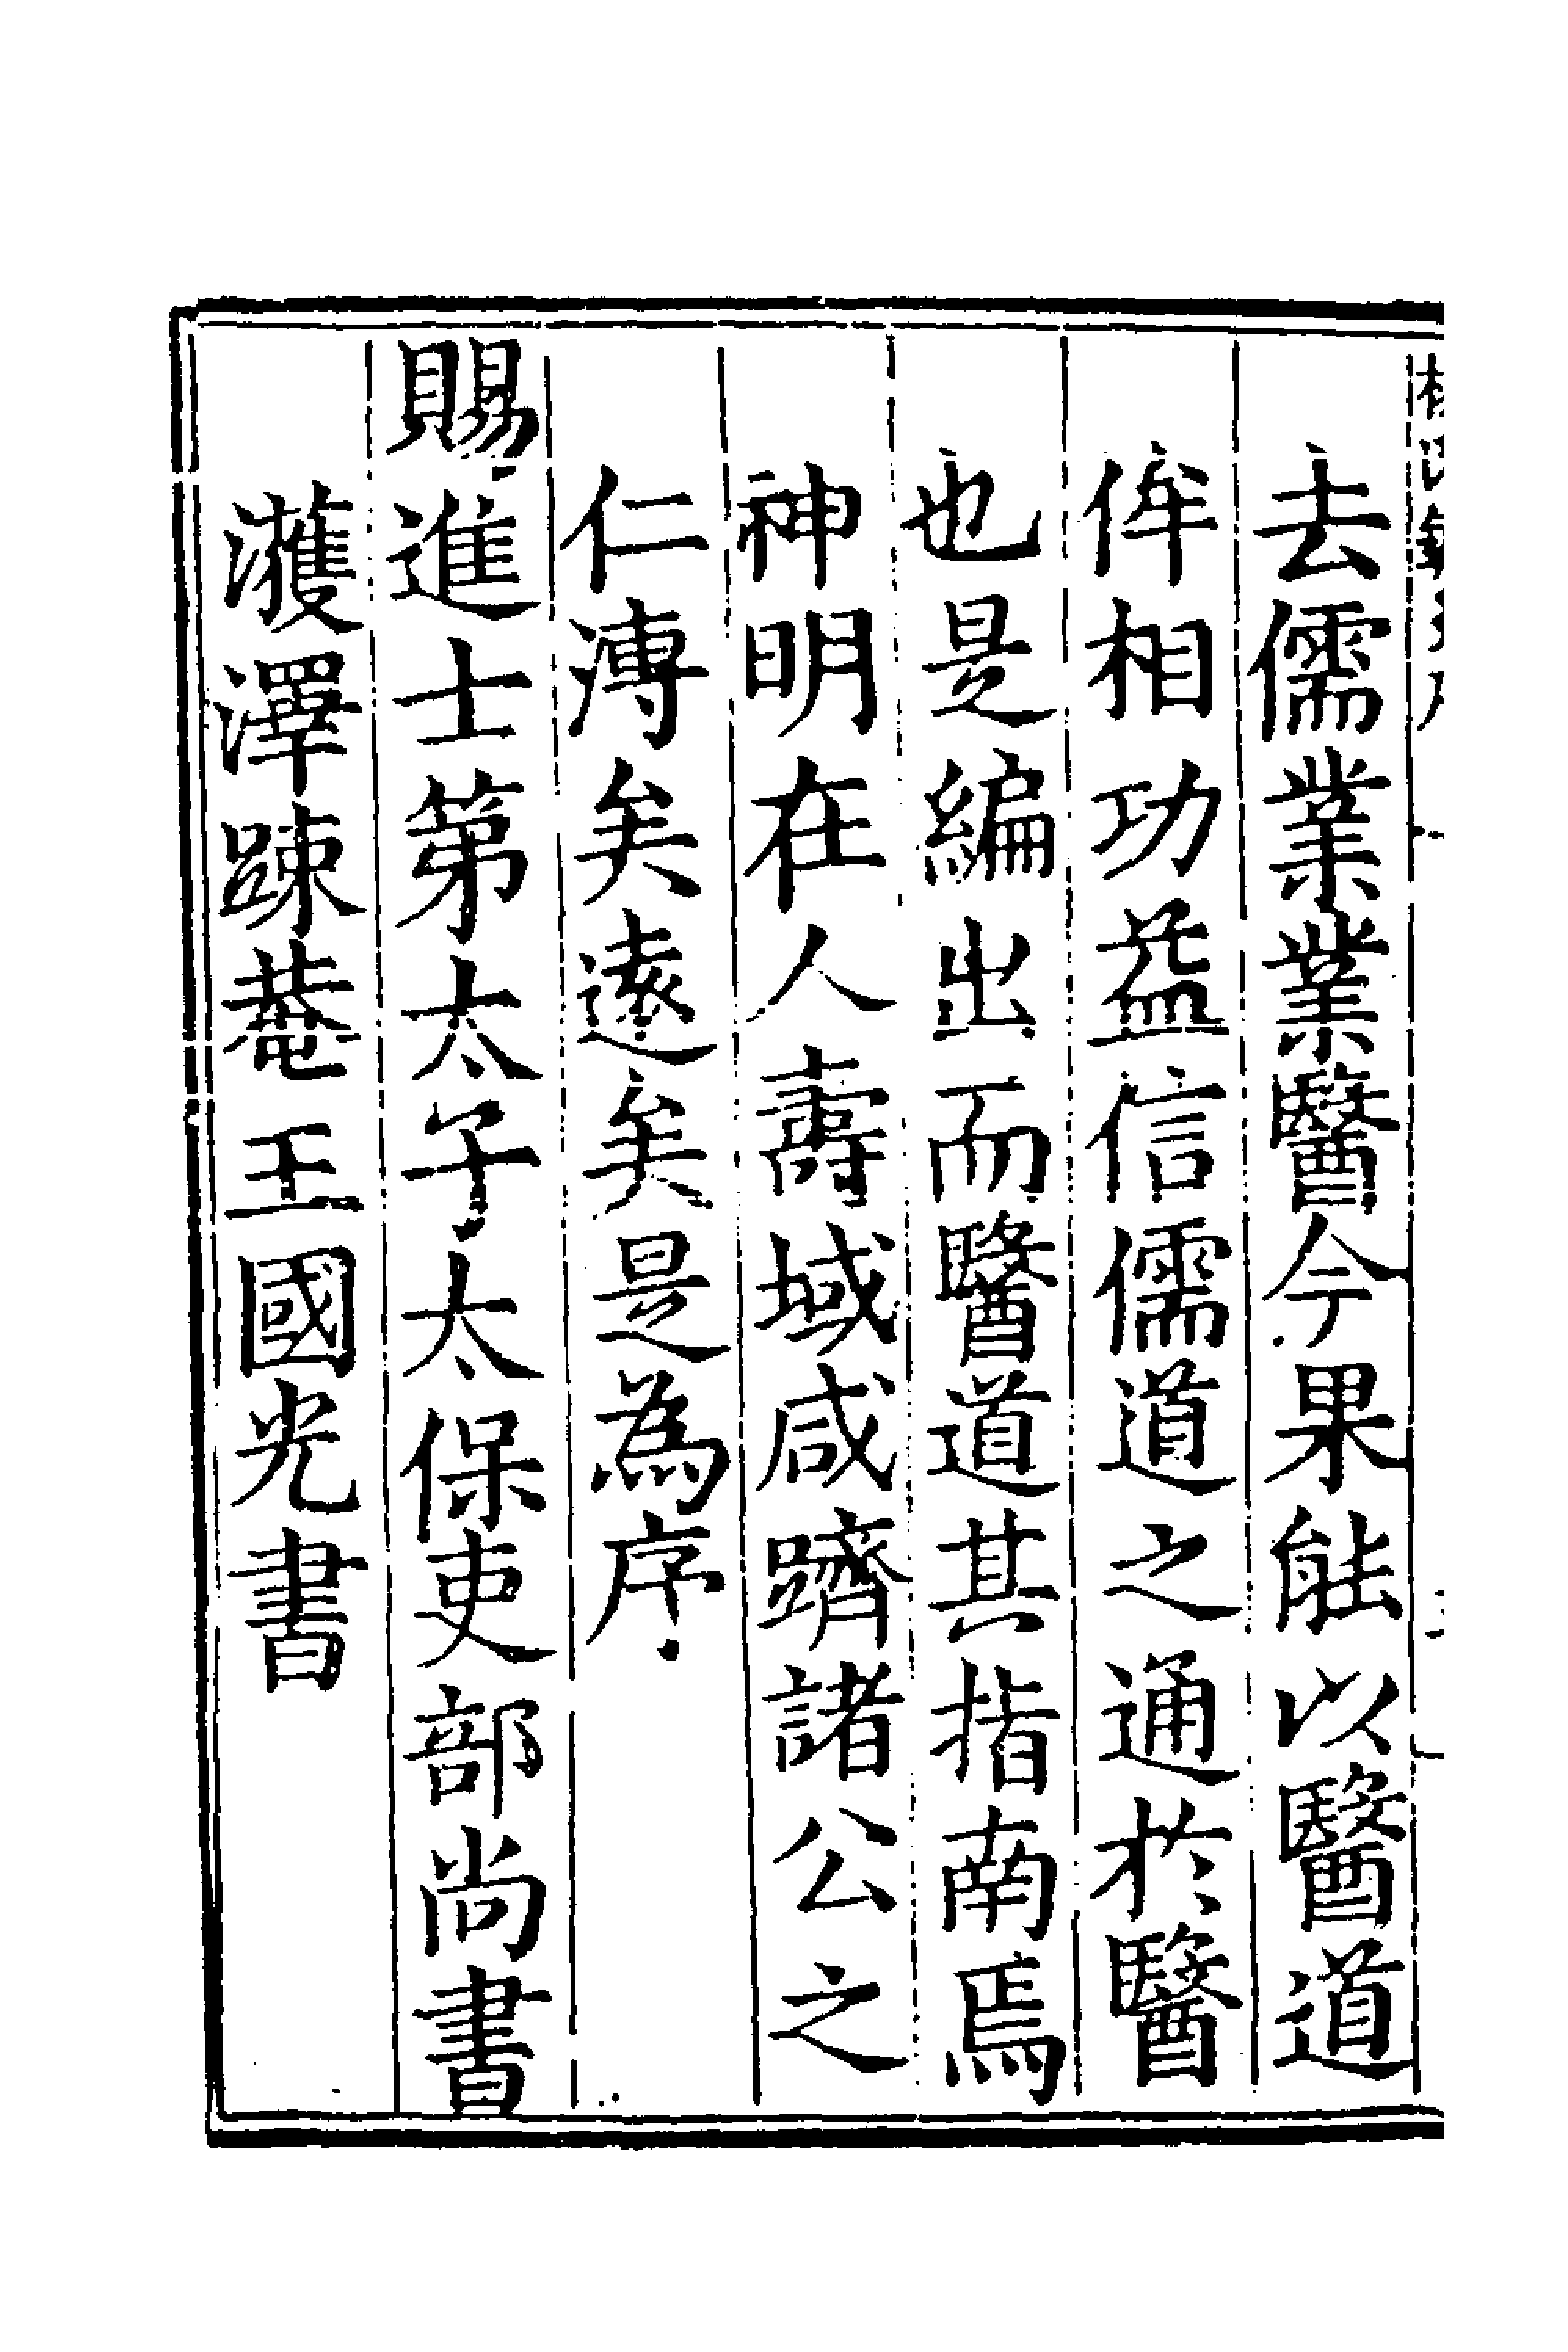 去儒業業醫今果能以醫道
侔相功益信儒道之通於醫
也是編出而醫道其指南焉
神明在人壽域咸躋諸公之
仁溥矣遠矣是為序
賜進士第太子太保吏部尚書
濩澤踈菴王國光書